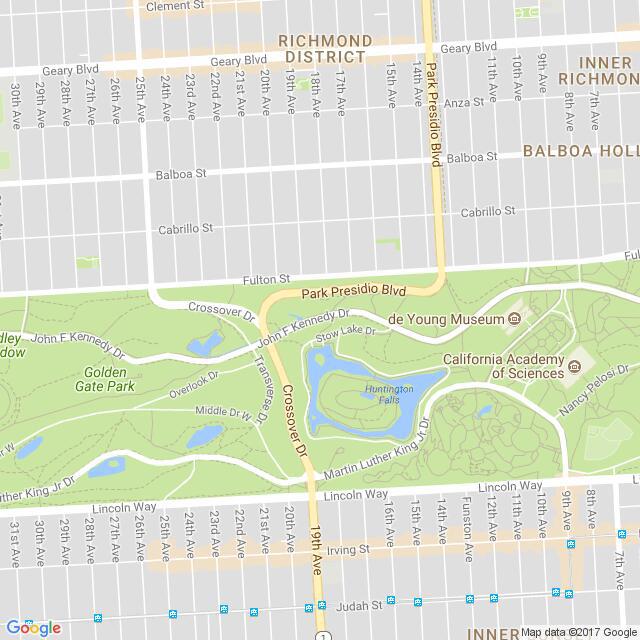 Clement St
RICHMOND
DISTRICT
Geary Blvd
Geary Blvd
Geary Blvd
INNER
RICHMON
30th Ave
29th Ave
28th Ave
27th Ave
26th Ave
25th Ave
24th Ave
23rd Ave
22nd Ave
21st Ave
20th Ave
19th Ave
18th Ave
17th Ave
15th Ave
14th Ave
Park Presidio Blvd
11th Ave
10th Ave
9th Ave
8th Ave
7th Ave
Anza St
Balboa St
Balboa St
BALBOA HOLL
Cabrillo St
Cabrillo St
Fulton St
Park Presidio Blvd
Crossover Dr
John F Kennedy Dr
Stow Lake Dr
de Young Museum
John F Kennedy Dr
Golden
Gate Park
Overlook Dr
Transverse Dr
Crossover Dr
California Academy
of Sciences
Huntington
Falls
Nancy Pelosi Dr
Middle Dr W
Martin Luther King Jr Dr
uther King Jr Dr
Lincoln Way
Lincoln Way
Lincoln Way
31st Ave
30th Ave
29th Ave
28th Ave
27th Ave
26th Ave
25th Ave
24th Ave
23rd Ave
22nd Ave
21st Ave
20th Ave
19th Ave
16th Ave
15th Ave
14th Ave
Funston Ave
12th Ave
11th Ave
10th Ave
9th Ave
8th Ave
7th Ave
Irving St
Judah St
1
INNER
Google
Map data ©2017 Google